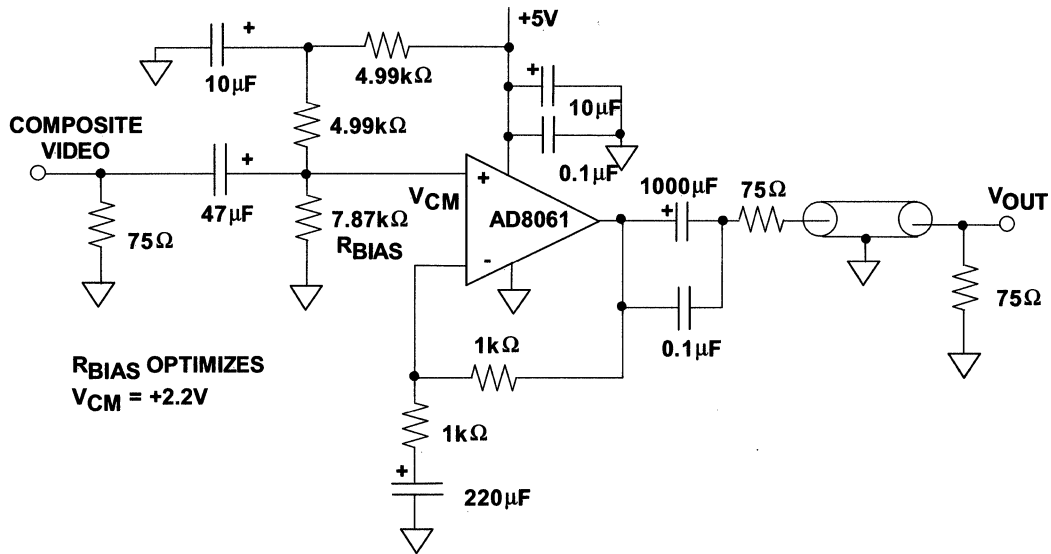 +5V
+
10µF
4.99kΩ
+
10µF
4.99kΩ
0.1µF
COMPOSITE
VIDEO
+
47µF
75Ω
7.87kΩ
RBIAS
VCM
+
-
AD8061
1000µF
+
75Ω
VOUT
75Ω
0.1µF
1kΩ
1kΩ
+
220µF
RBIAS OPTIMIZES
VCM = +2.2V